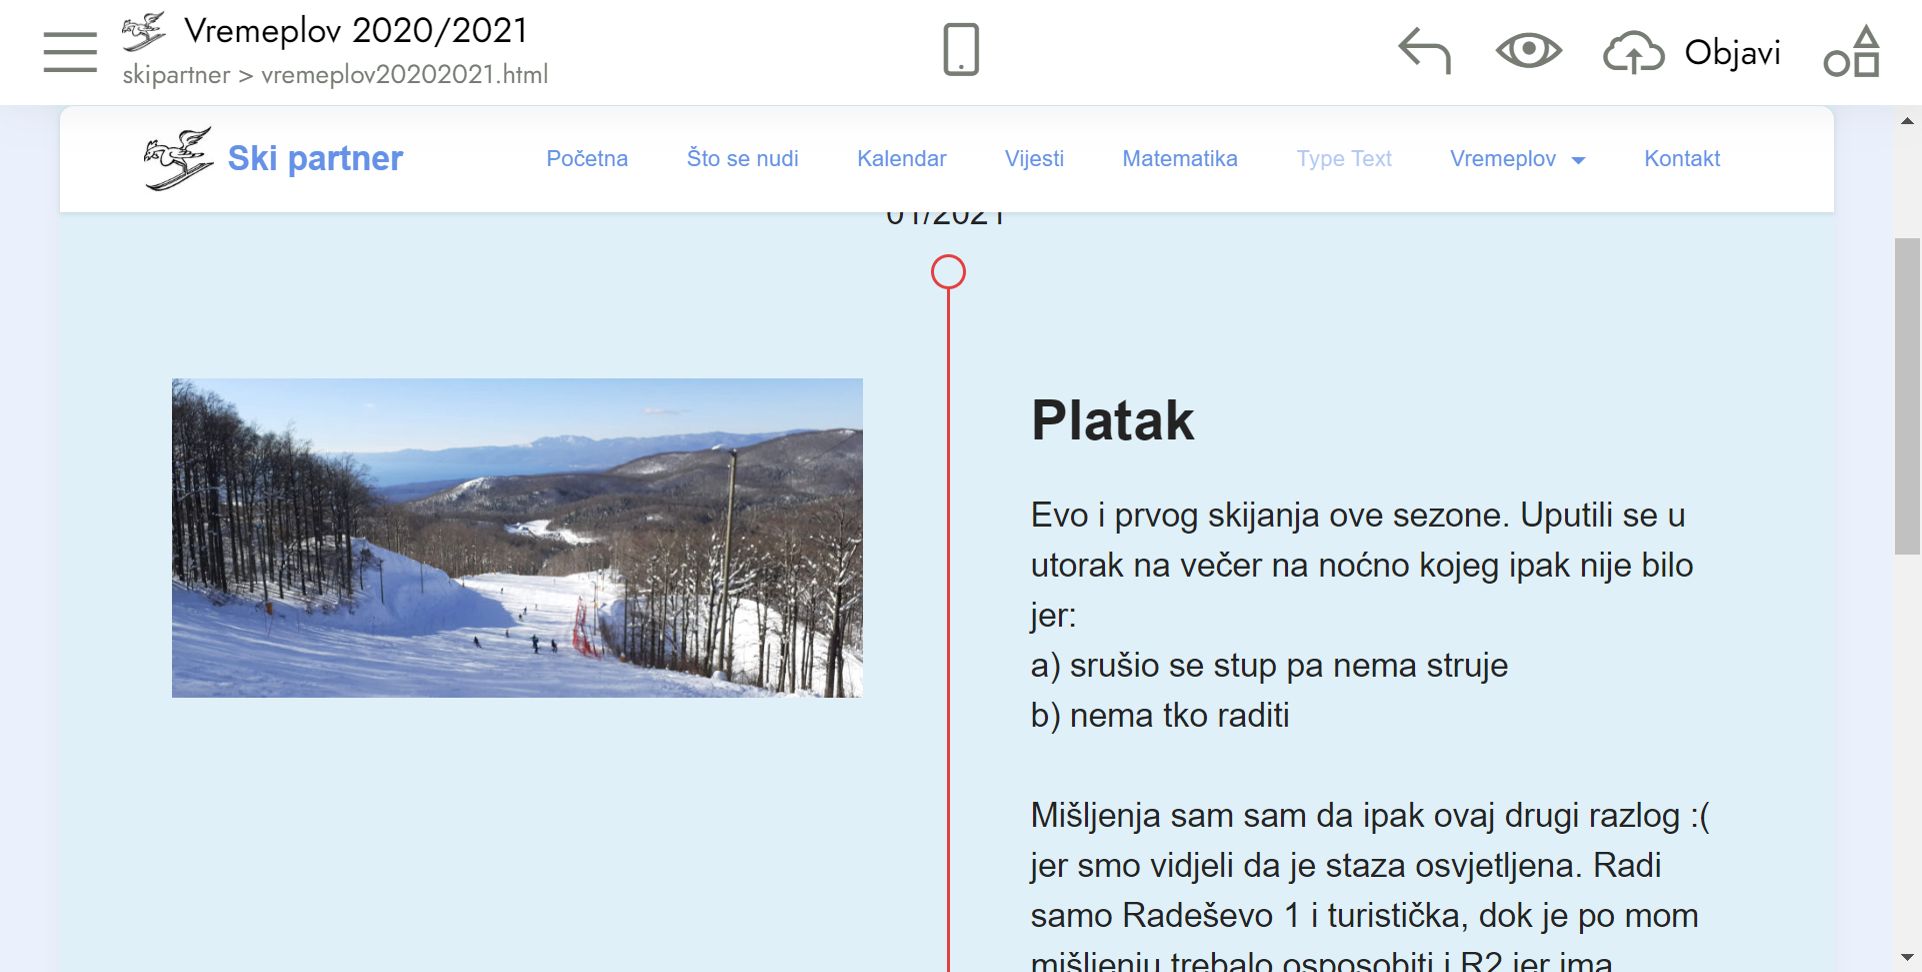 Vremeplov 2020/2021
skipartner > vremeplov20202021.html
Objavi
Ski partner
Početna
Što se nudi
Kalendar
Vijesti
Matematika
Type Text
Vremeplov
Kontakt
01/2021
Platak
Evo i prvog skijanja ove sezone. Uputili se u
utorak na večer na noćno kojeg ipak nije bilo
jer:
a) srušio se stup pa nema struje
b) nema tko raditi
Mišljenja sam sam da ipak ovaj drugi razlog :(
jer smo vidjeli da je staza osvjetljena. Radi
samo Radeševo 1 i turistička, dok je po mom
mišljenju trebalo osposobiti i R2 jer ima